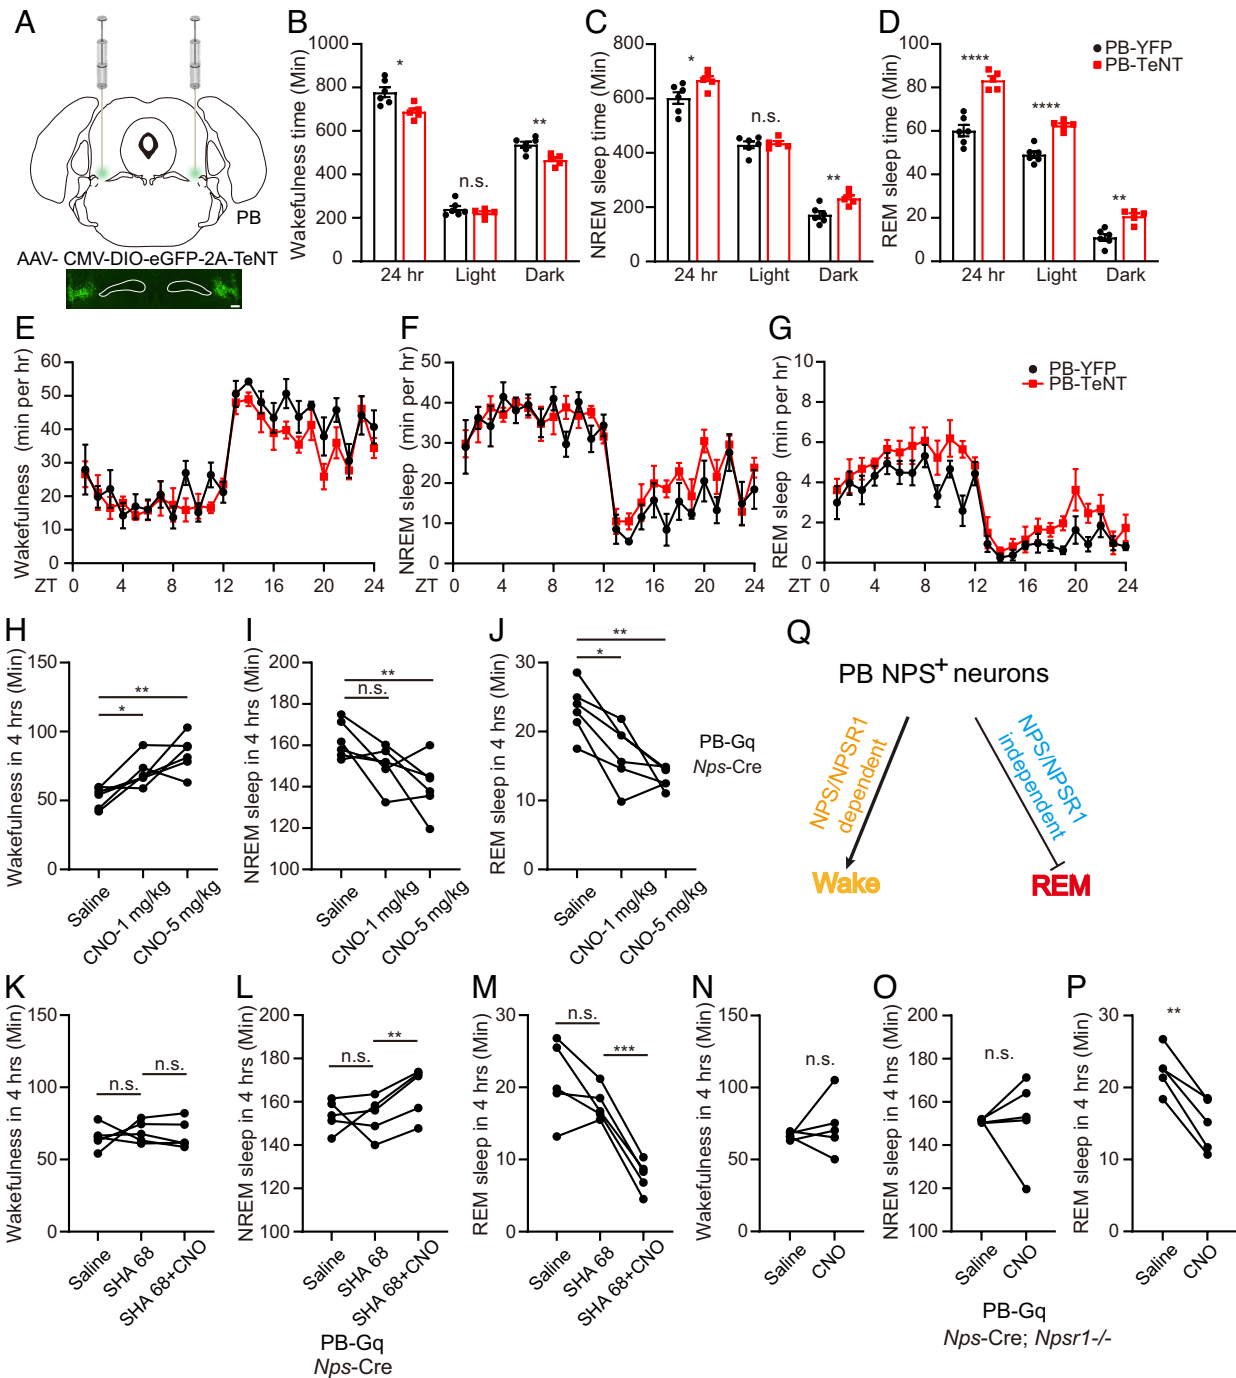 A
PB
AAV- CMV-DIO-eGFP-2A-TeNT
B
Wakefulness time (Min)
1000
800
600
400
200
0
*
n.s.
**
24 hr
Light
Dark
C
NREM sleep time (Min)
800
600
400
200
0
*
n.s.
**
24 hr
Light
Dark
D
REM sleep time (Min)
100
80
60
40
20
0
****
****
**
24 hr
Light
Dark
PB-YFP
PB-TeNT
E
Wakefulness (min per hr)
60
50
40
30
20
10
0
ZT 0 4 8 12 16 20 24
F
NREM sleep (min per hr)
50
40
30
20
10
0
ZT 0 4 8 12 16 20 24
G
REM sleep (min per hr)
10
8
6
4
2
0
ZT 0 4 8 12 16 20 24
PB-YFP
PB-TeNT
H
Wakefulness in 4 hrs (Min)
150
100
50
0
**
*
Saline
CNO-1 mg/kg
CNO-5 mg/kg
I
NREM sleep in 4 hrs (Min)
200
180
160
140
120
100
**
n.s.
Saline
CNO-1 mg/kg
CNO-5 mg/kg
J
REM sleep in 4 hrs (Min)
30
20
10
0
**
*
Saline
CNO-1 mg/kg
CNO-5 mg/kg
PB-Gq
Nps-Cre
Q
PB NPS+ neurons
NPS/NPSR1
dependent
NPS/NPSR1
independent
Wake
REM
K
Wakefulness in 4 hrs (Min)
150
100
50
0
n.s.
n.s.
Saline
SHA 68
SHA 68+CNO
L
NREM sleep in 4 hrs (Min)
200
180
160
140
120
100
n.s.
**
Saline
SHA 68
SHA 68+CNO
PB-Gq
Nps-Cre
M
REM sleep in 4 hrs (Min)
30
20
10
0
n.s.
***
Saline
SHA 68
SHA 68+CNO
N
Wakefulness in 4 hrs (Min)
150
100
50
0
n.s.
Saline
CNO
O
NREM sleep in 4 hrs (Min)
200
180
160
140
120
100
n.s.
Saline
CNO
P
REM sleep in 4 hrs (Min)
30
20
10
0
**
Saline
CNO
PB-Gq
Nps-Cre; Npsr1-/-